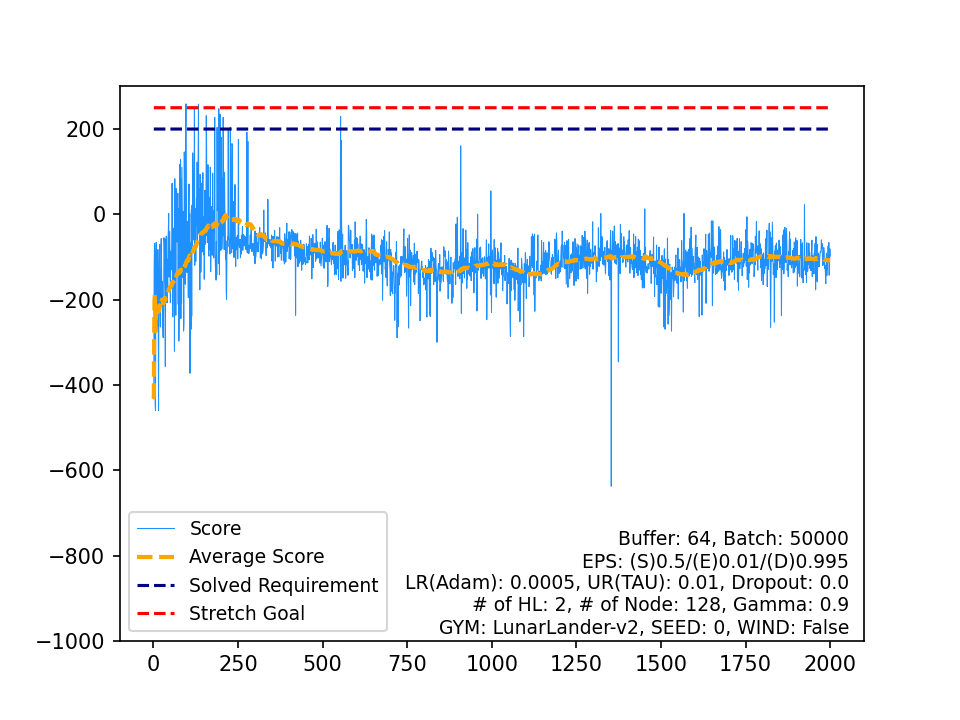 200
0
−200
−400
−600
−800
−1000
0 250 500 750 1000 1250 1500 1750 2000
Score
Average Score
Solved Requirement
Stretch Goal
Buffer: 64, Batch: 50000
EPS: (S)0.5/(E)0.01/(D)0.995
LR(Adam): 0.0005, UR(TAU): 0.01, Dropout: 0.0
# of HL: 2, # of Node: 128, Gamma: 0.9
GYM: LunarLander-v2, SEED: 0, WIND: False